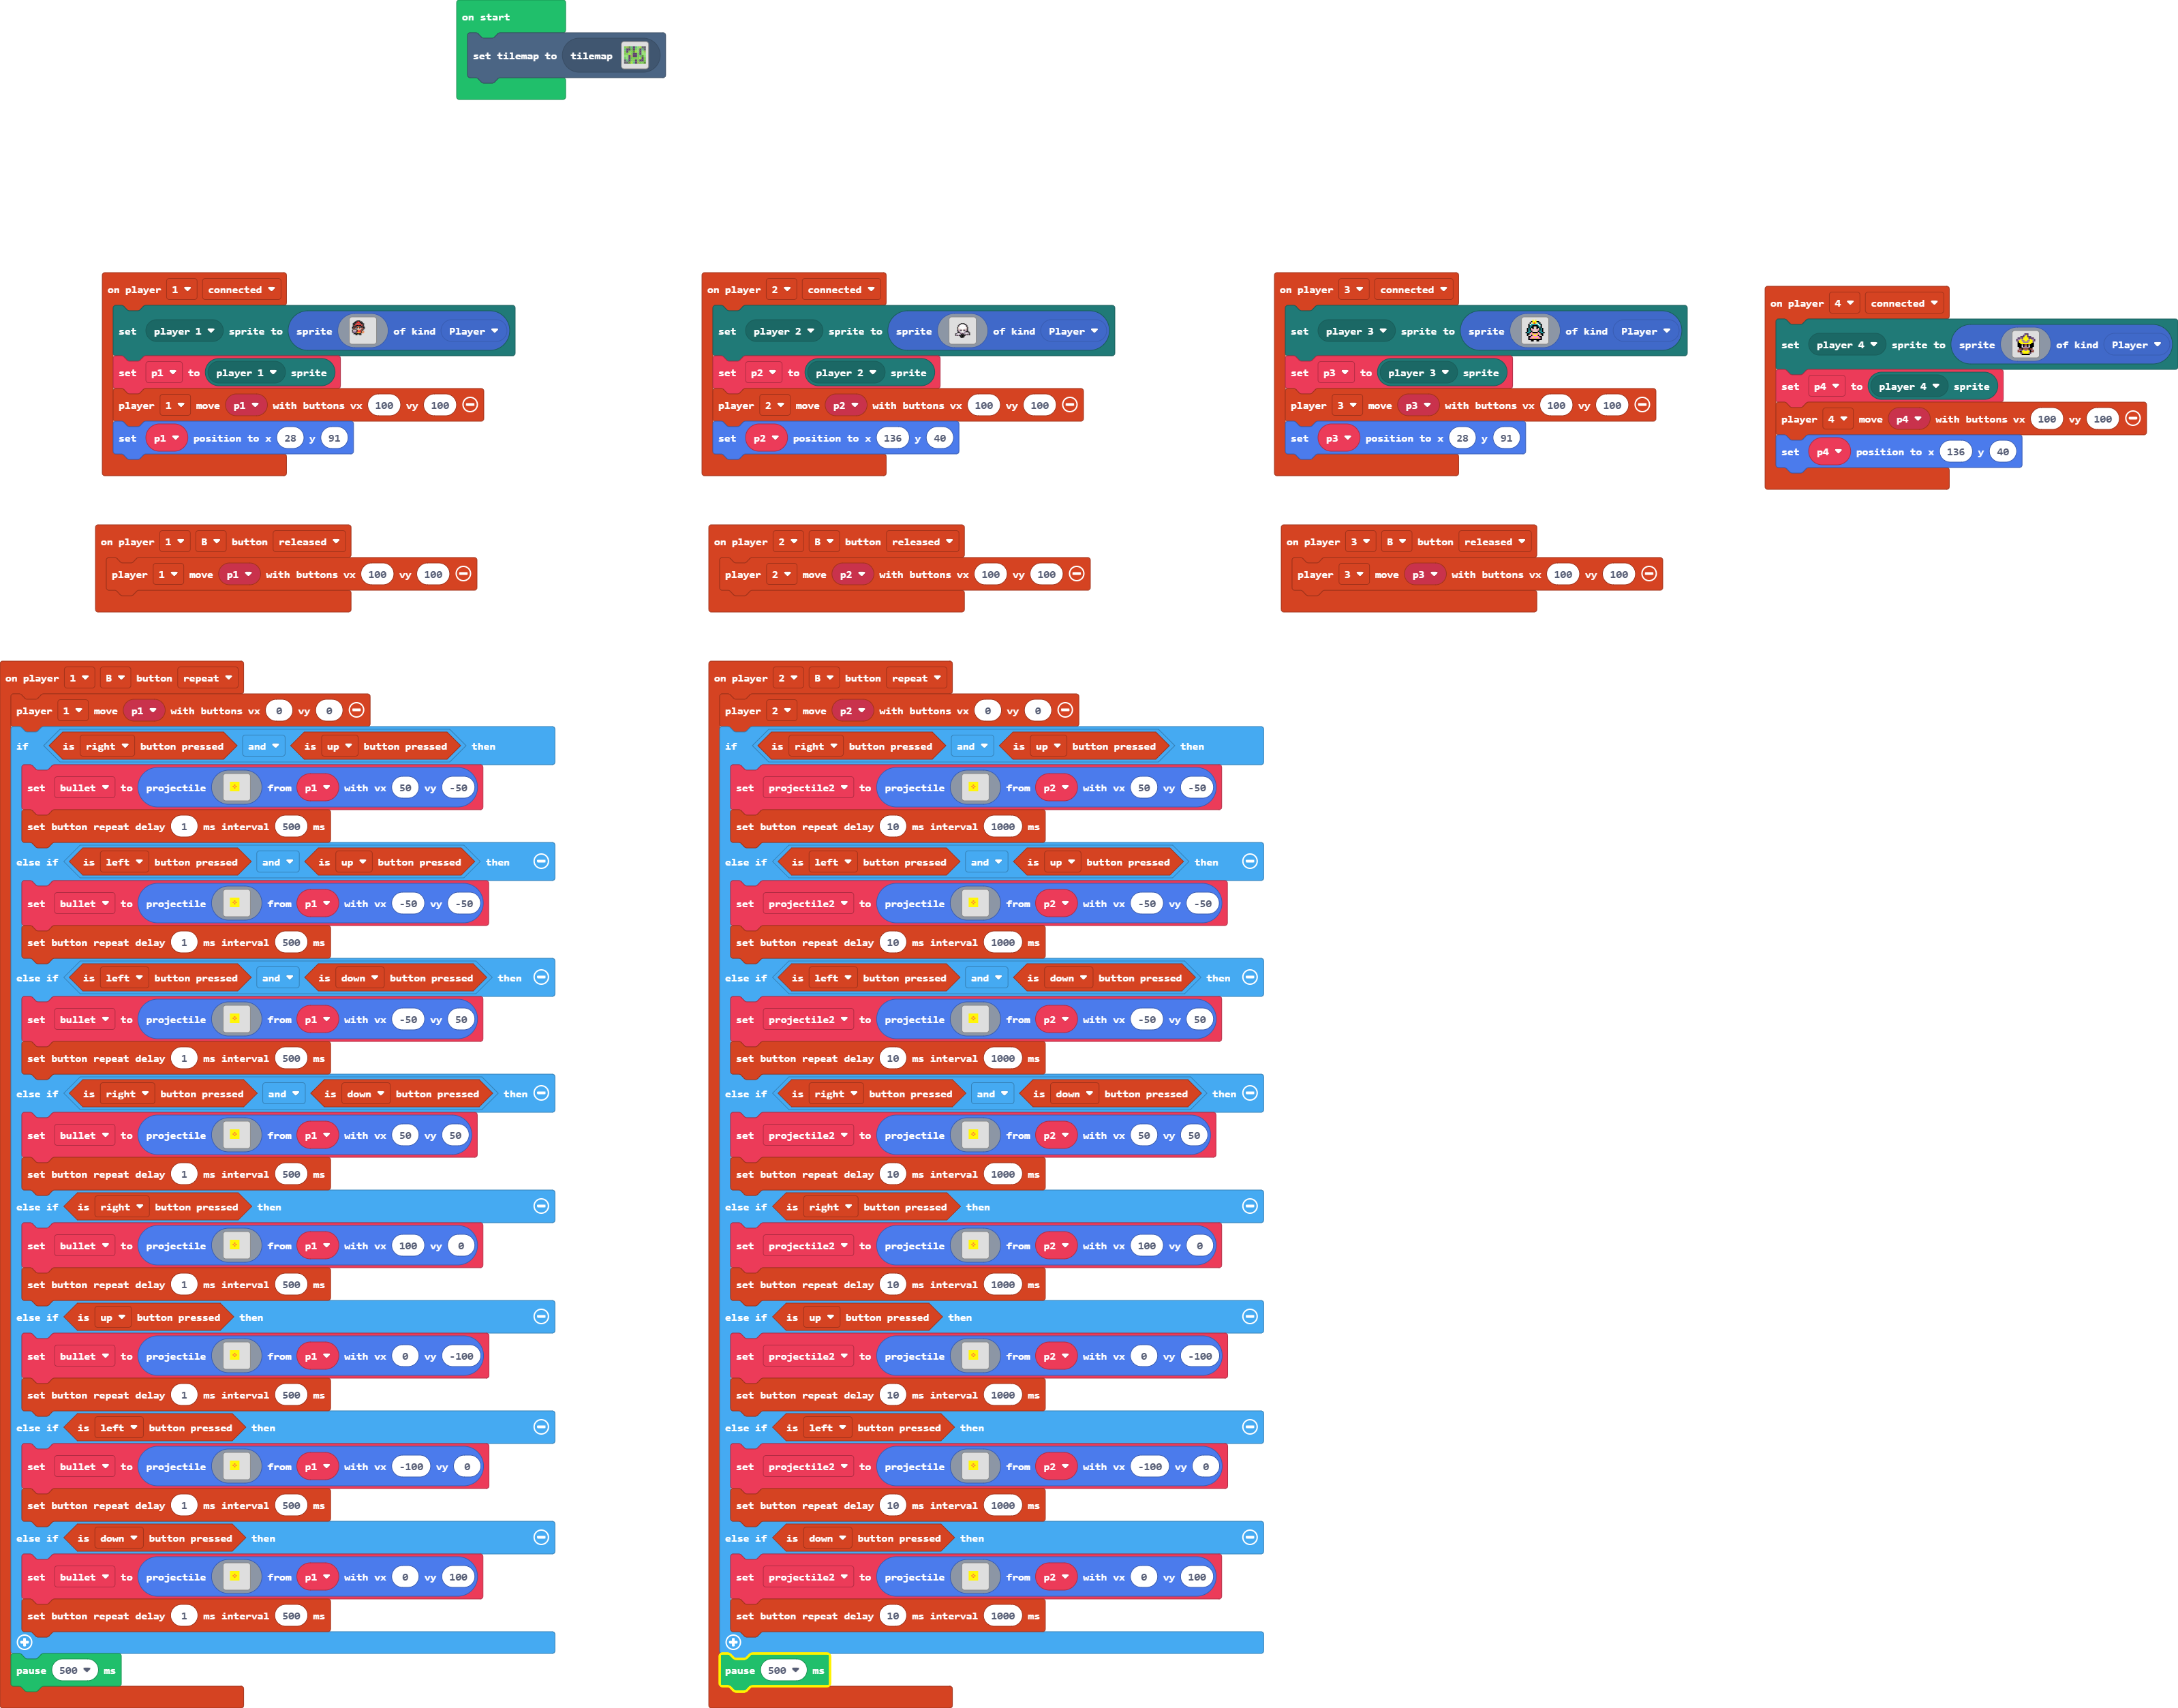 on start
set tilemap to tilemap
on player 1 connected
set player 1 sprite to sprite of kind Player
set p1 to player 1 sprite
player 1 move p1 with buttons vx 100 vy 100
set p1 position to x 28 y 91
on player 2 connected
set player 2 sprite to sprite of kind Player
set p2 to player 2 sprite
player 2 move p2 with buttons vx 100 vy 100
set p2 position to x 136 y 40
on player 3 connected
set player 3 sprite to sprite of kind Player
set p3 to player 3 sprite
player 3 move p3 with buttons vx 100 vy 100
set p3 position to x 28 y 91
on player 4 connected
set player 4 sprite to sprite of kind Player
set p4 to player 4 sprite
player 4 move p4 with buttons vx 100 vy 100
set p4 position to x 136 y 40
on player 1 B button released
player 1 move p1 with buttons vx 100 vy 100
on player 2 B button released
player 2 move p2 with buttons vx 100 vy 100
on player 3 B button released
player 3 move p3 with buttons vx 100 vy 100
on player 1 B button repeat
player 1 move p1 with buttons vx 0 vy 0
if is right button pressed and is up button pressed then
set bullet to projectile from p1 with vx 50 vy -50
set button repeat delay 1 ms interval 500 ms
else if is left button pressed and is up button pressed then
set bullet to projectile from p1 with vx -50 vy -50
set button repeat delay 1 ms interval 500 ms
else if is left button pressed and is down button pressed then
set bullet to projectile from p1 with vx -50 vy 50
set button repeat delay 1 ms interval 500 ms
else if is right button pressed and is down button pressed then
set bullet to projectile from p1 with vx 50 vy 50
set button repeat delay 1 ms interval 500 ms
else if is right button pressed then
set bullet to projectile from p1 with vx 100 vy 0
set button repeat delay 1 ms interval 500 ms
else if is up button pressed then
set bullet to projectile from p1 with vx 0 vy -100
set button repeat delay 1 ms interval 500 ms
else if is left button pressed then
set bullet to projectile from p1 with vx -100 vy 0
set button repeat delay 1 ms interval 500 ms
else if is down button pressed then
set bullet to projectile from p1 with vx 0 vy 100
set button repeat delay 1 ms interval 500 ms
pause 500 ms
on player 2 B button repeat
player 2 move p2 with buttons vx 0 vy 0
if is right button pressed and is up button pressed then
set projectile2 to projectile from p2 with vx 50 vy -50
set button repeat delay 10 ms interval 1000 ms
else if is left button pressed and is up button pressed then
set projectile2 to projectile from p2 with vx -50 vy -50
set button repeat delay 10 ms interval 1000 ms
else if is left button pressed and is down button pressed then
set projectile2 to projectile from p2 with vx -50 vy 50
set button repeat delay 10 ms interval 1000 ms
else if is right button pressed and is down button pressed then
set projectile2 to projectile from p2 with vx 50 vy 50
set button repeat delay 10 ms interval 1000 ms
else if is right button pressed then
set projectile2 to projectile from p2 with vx 100 vy 0
set button repeat delay 10 ms interval 1000 ms
else if is up button pressed then
set projectile2 to projectile from p2 with vx 0 vy -100
set button repeat delay 10 ms interval 1000 ms
else if is left button pressed then
set projectile2 to projectile from p2 with vx -100 vy 0
set button repeat delay 10 ms interval 1000 ms
else if is down button pressed then
set projectile2 to projectile from p2 with vx 0 vy 100
set button repeat delay 10 ms interval 1000 ms
pause 500 ms